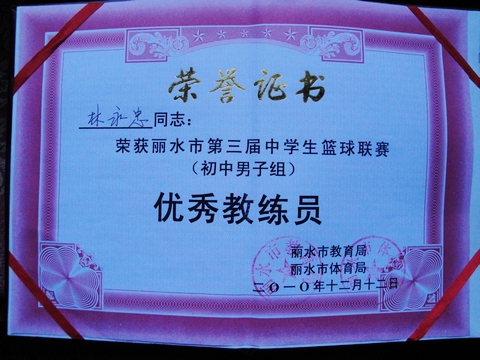 荣誉证书
林永忠同志：
荣获丽水市第三届中学生篮球联赛
（初中男子组）
优秀教练员
丽水市教育局
丽水市体育局
二〇一〇年十二月十二日